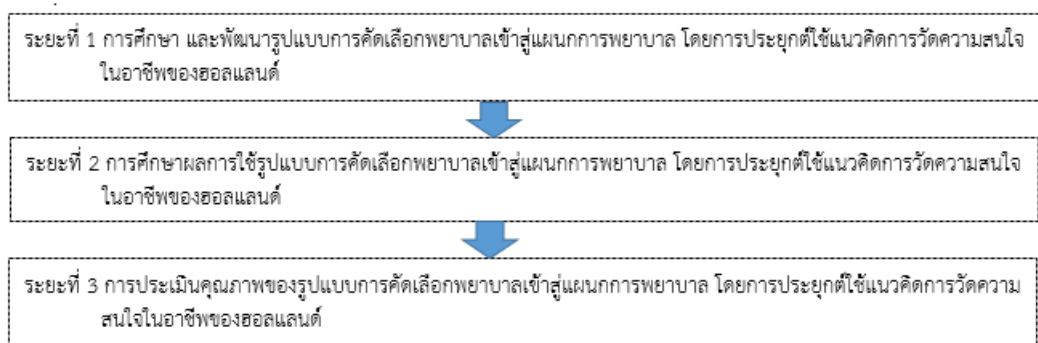 ระยะที่ 1 การศึกษา และพัฒนารูปแบบการคัดเลือกพยาบาลเข้าสู่แผนกการพยาบาล โดยการประยุกต์ใช้แนวคิดการวัดความสนใจ
ในอาชีพของฮอลแลนด์
ระยะที่ 2 การศึกษาผลการใช้รูปแบบการคัดเลือกพยาบาลเข้าสู่แผนกการพยาบาล โดยการประยุกต์ใช้แนวคิดการวัดความสนใจ
ในอาชีพของฮอลแลนด์
ระยะที่ 3 การประเมินคุณภาพของรูปแบบการคัดเลือกพยาบาลเข้าสู่แผนกการพยาบาล โดยการประยุกต์ใช้แนวคิดการวัดความ
สนใจในอาชีพของฮอลแลนด์